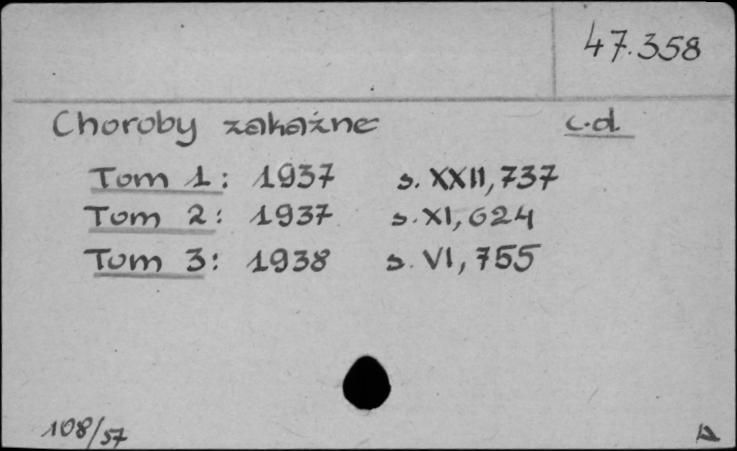 47.358
Choroby zakaźne c.d
Tom 1: 1937 s. XXII, 737
Tom 2: 1937 s. XI, 624
Tom 3: 1938 s. VI, 755
108/57